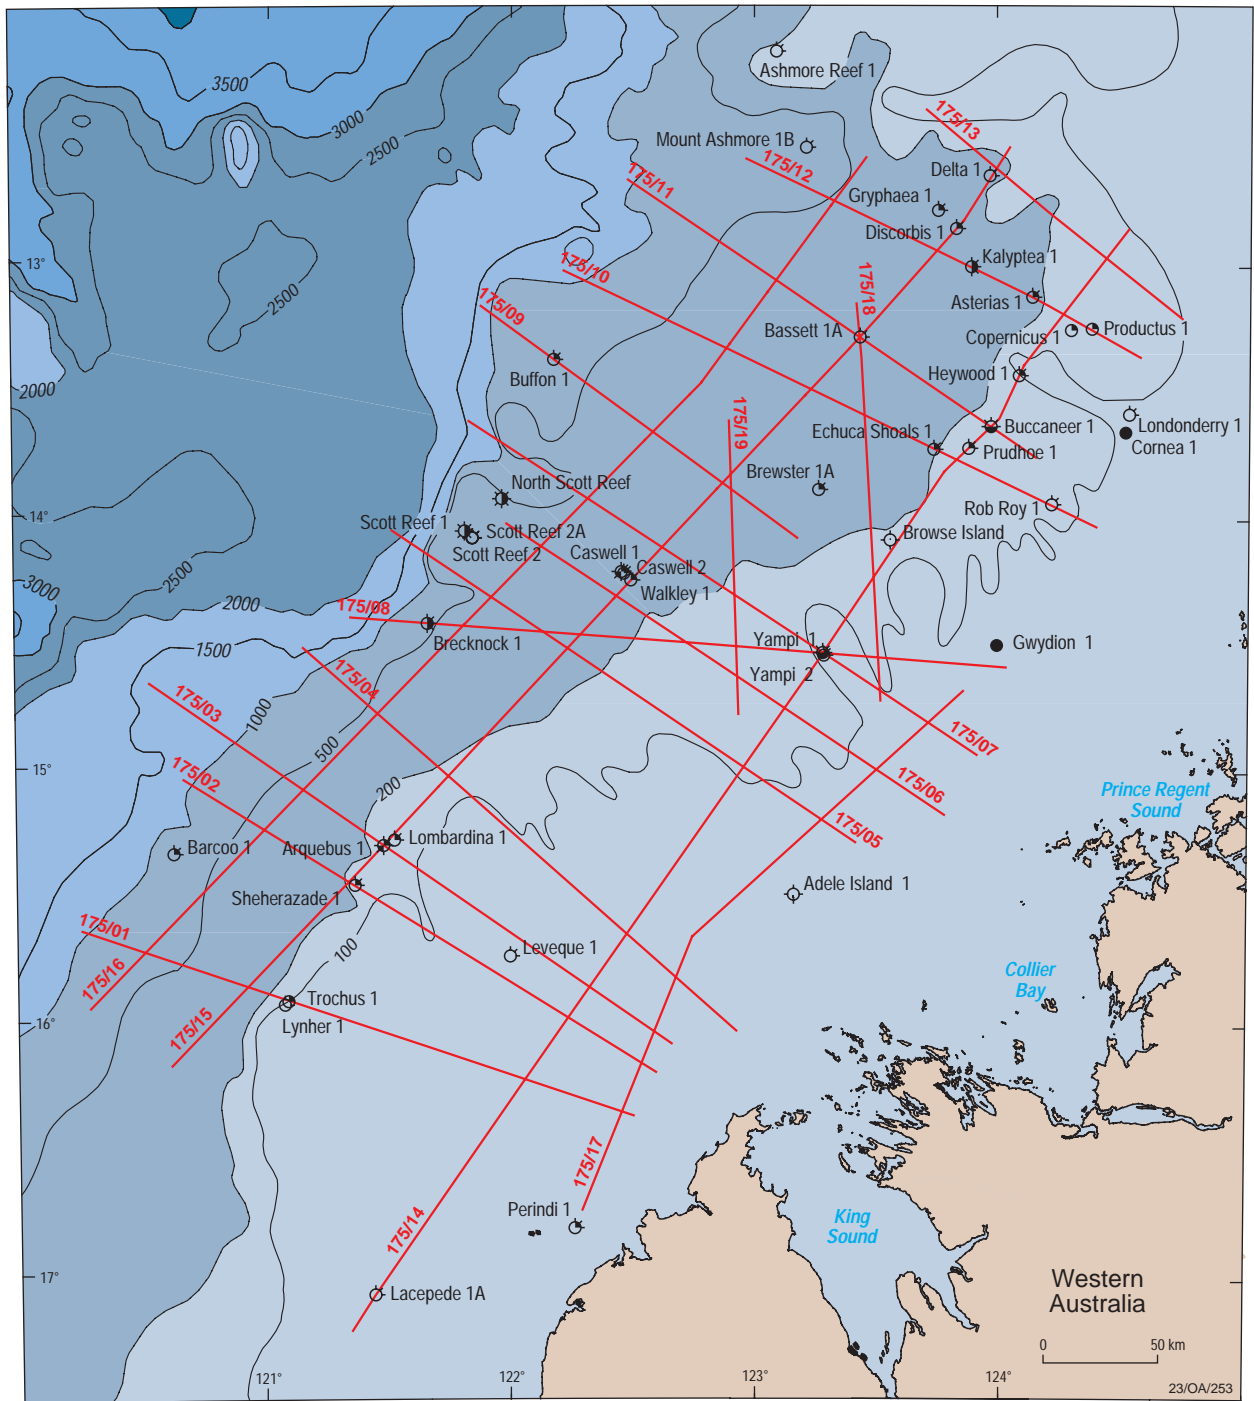 3500
Ashmore Reef 1
2000
3000
2500
175/13
Mount Ashmore 1B
175/12
175/11
Delta 1
Gryphaea 1
Discorbis 1
13°
175/10
Kalyptea 1
2500
175/18
175/09
Asterias 1
Bassett 1A
Copernicus 1
Productus 1
Buffon 1
Heywood 1
2000
175/19
Echuca Shoals 1
Buccaneer 1
Londonderry 1
Cornea 1
Prudhoe 1
Brewster 1A
North Scott Reef
Rob Roy 1
14°
Scott Reef 1
Scott Reef 2A
Scott Reef 2
Browse Island
Caswell 1
Caswell 2
Walkley 1
2500
3000
2000
175/08
1500
Brecknock 1
Yampi 1
Yampi 2
Gwydion 1
175/04
175/03
1000
500
175/07
15°
175/02
200
175/06
Prince Regent
Sound
175/05
Barcoo 1
Arquebus 1
Lombardina 1
Sheherazade 1
Adele Island 1
175/01
100
Leveque 1
175/16
Collier
Bay
Trochus 1
Lynher 1
16°
175/15
175/17
175/14
Perindi 1
King
Sound
17°
Lacepede 1A
Western
Australia
0
50 km
121°
122°
123°
124°
23/OA/253